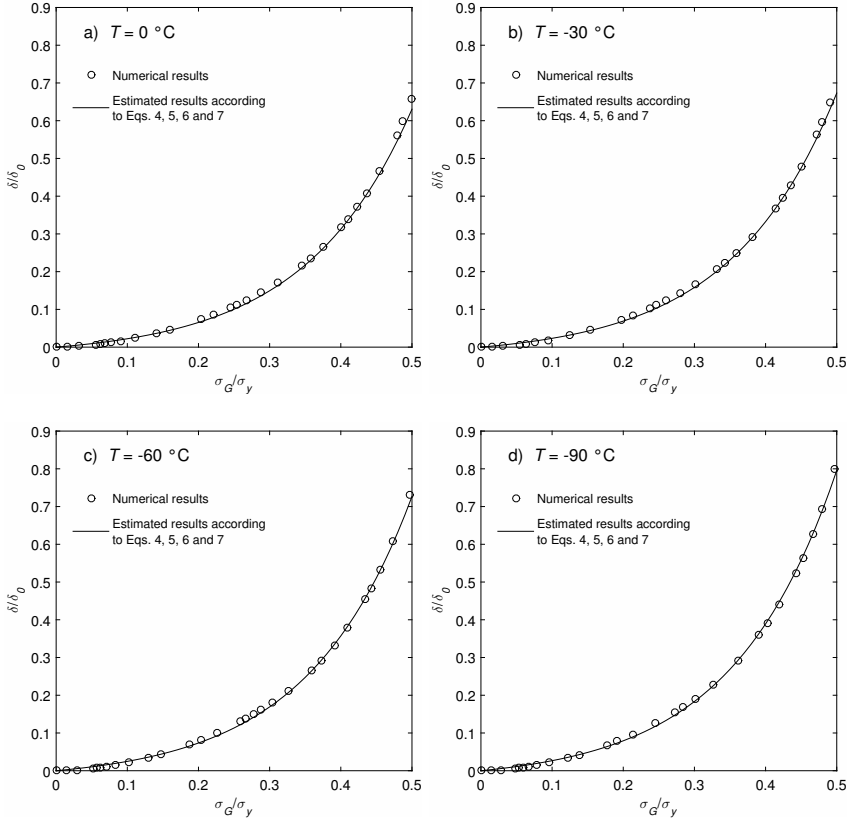 a) T = 0 °C
Numerical results
Estimated results according
to Eqs. 4, 5, 6 and 7
0.9
0.8
0.7
0.6
0.5
0.4
0.3
0.2
0.1
0
δ/δ0
0 0.1 0.2 0.3 0.4 0.5
σG/σy
b) T = -30 °C
Numerical results
Estimated results according
to Eqs. 4, 5, 6 and 7
0.9
0.8
0.7
0.6
0.5
0.4
0.3
0.2
0.1
0
δ/δ0
0 0.1 0.2 0.3 0.4 0.5
σG/σy
c) T = -60 °C
Numerical results
Estimated results according
to Eqs. 4, 5, 6 and 7
0.9
0.8
0.7
0.6
0.5
0.4
0.3
0.2
0.1
0
δ/δ0
0 0.1 0.2 0.3 0.4 0.5
σG/σy
d) T = -90 °C
Numerical results
Estimated results according
to Eqs. 4, 5, 6 and 7
0.9
0.8
0.7
0.6
0.5
0.4
0.3
0.2
0.1
0
δ/δ0
0 0.1 0.2 0.3 0.4 0.5
σG/σy